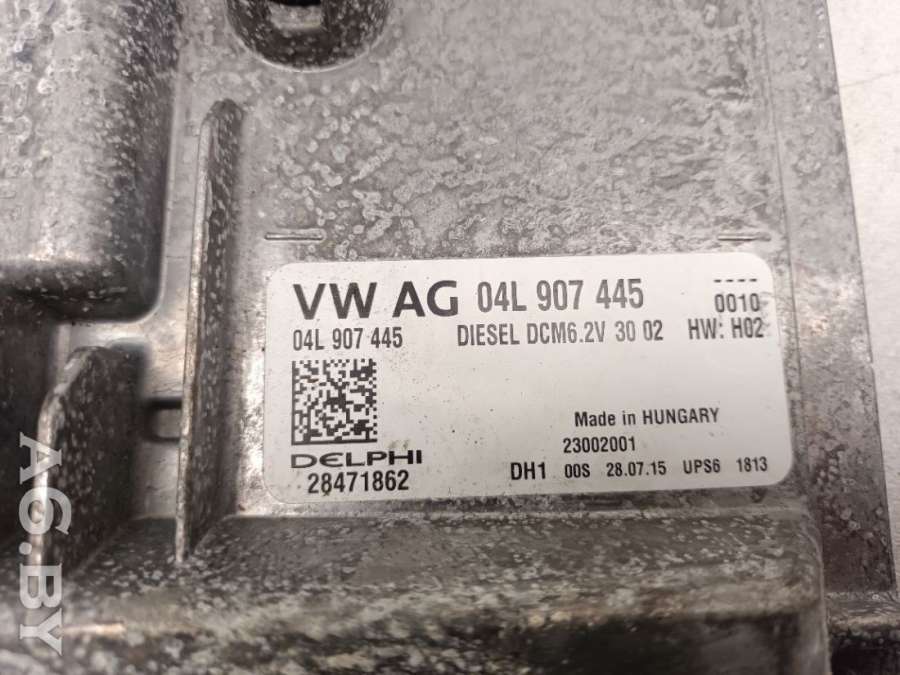 VW AG 04L 907 445 ----
0010
04L 907 445 DIESEL DCM6.2V 30 02 HW: H02
Made in HUNGARY
23002001
DELPHI
28471862 DH1 00S 28.07.15 UPS6 1813
AG.BY